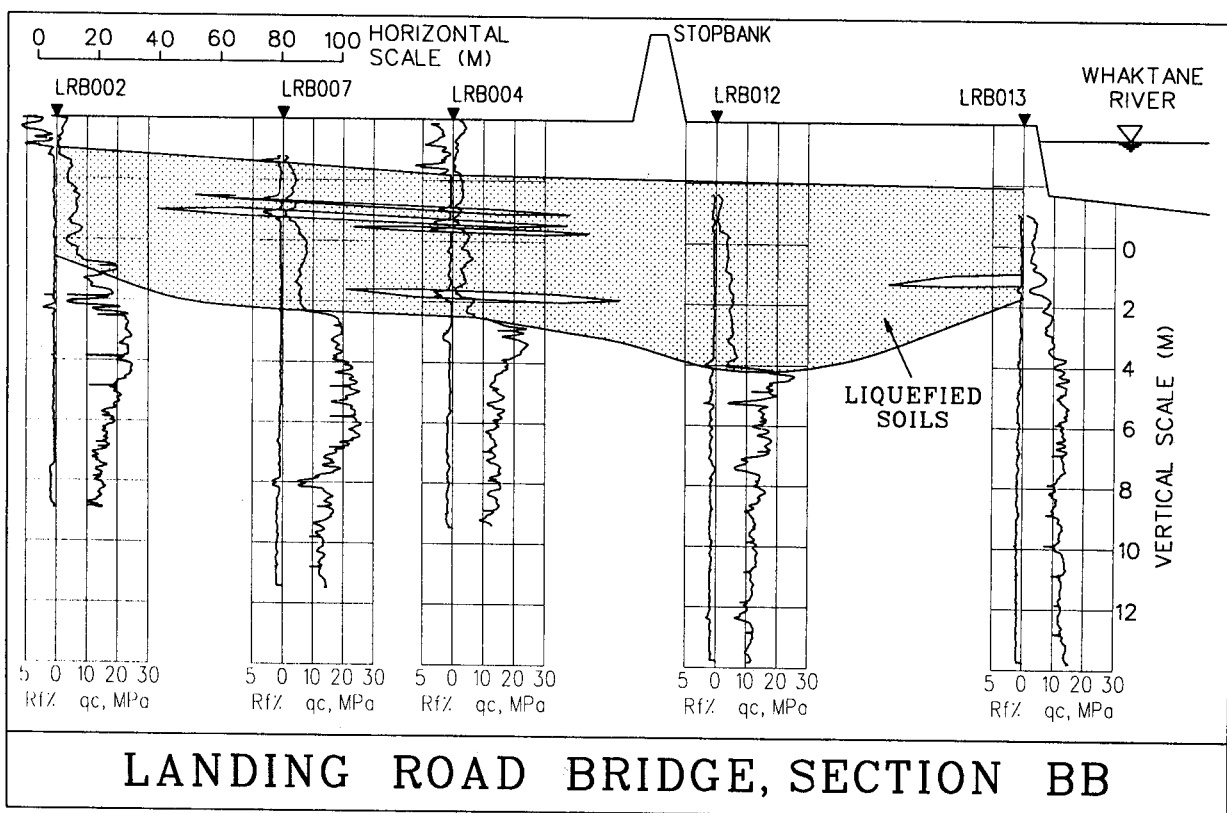 0 20 40 60 80 100 HORIZONTAL
SCALE (M)
STOPBANK
WHAKTANE
RIVER
LRB002 LRB007 LRB004 LRB012 LRB013
0
2
4
6
8
10
12
VERTICAL SCALE (M)
LIQUEFIED
SOILS
5 0 10 20 30 5 0 10 20 30 5 0 10 20 30 5 0 10 20 30 5 0 10 20 30
Rf% qc, MPa Rf% qc, MPa Rf% qc, MPa Rf% qc, MPa Rf% qc, MPa
LANDING ROAD BRIDGE, SECTION BB